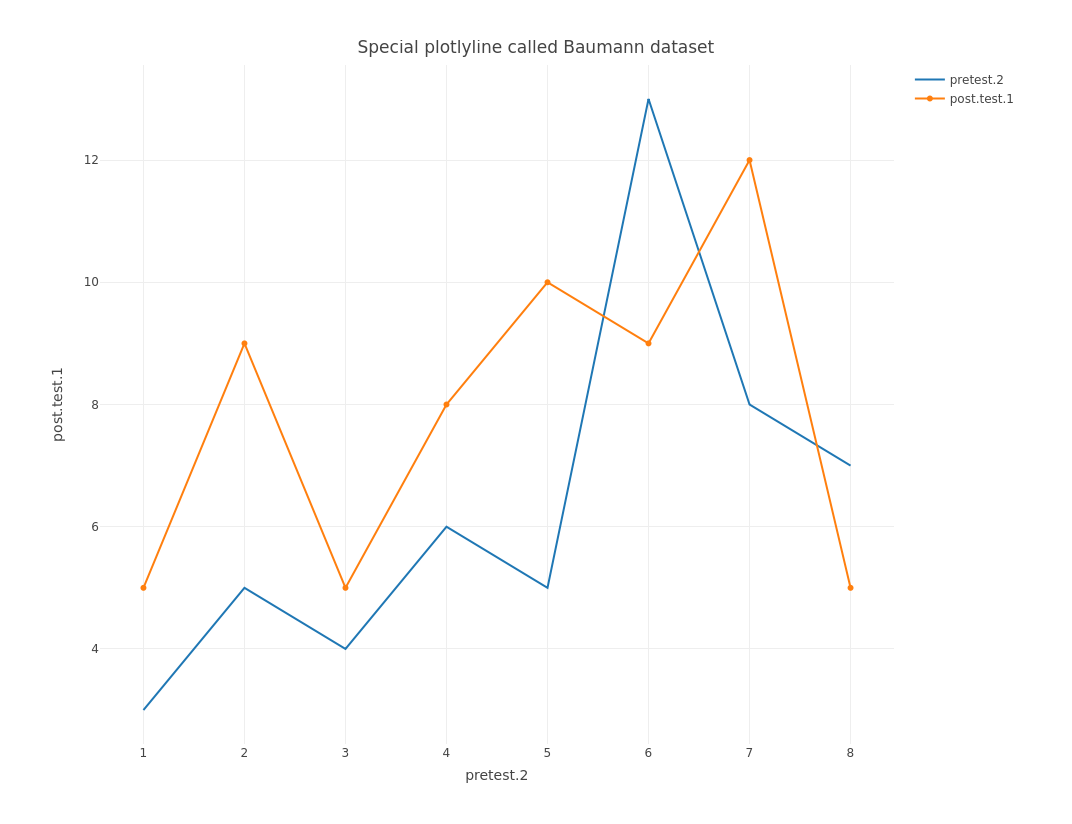 Special plotlyline called Baumann dataset
pretest.2
post.test.1
12
10
8
6
4
post.test.1
1 2 3 4 5 6 7 8
pretest.2